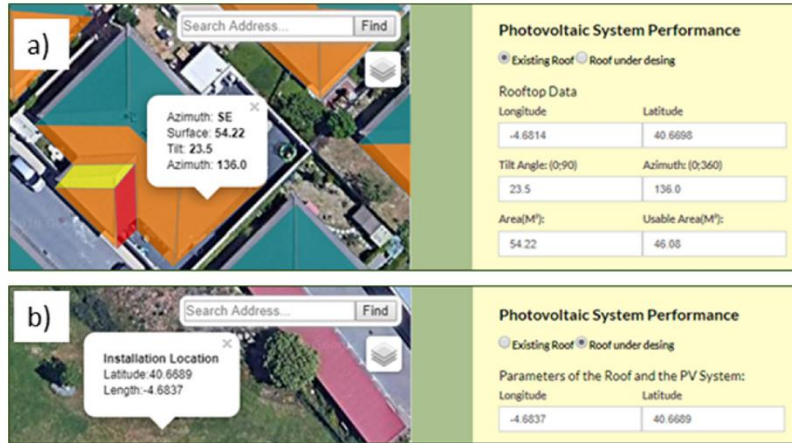 a)
Search Address...
Find
×
Azimuth: SE
Surface: 54.22
Tilt: 23.5
Azimuth: 136.0
Photovoltaic System Performance
Existing Roof Roof under desing
Rooftop Data
Longitude Latitude
-4.6814 40.6698
Tilt Angle: (0;90) Azimuth: (0;360)
23.5 136.0
Area(M²): Usable Area(M²):
54.22 46.08
b)
Search Address...
Find
×
Installation Location
Latitude:40.6689
Length:-4.6837
Photovoltaic System Performance
Existing Roof Roof under desing
Parameters of the Roof and the PV System:
Longitude Latitude
-4.6837 40.6689